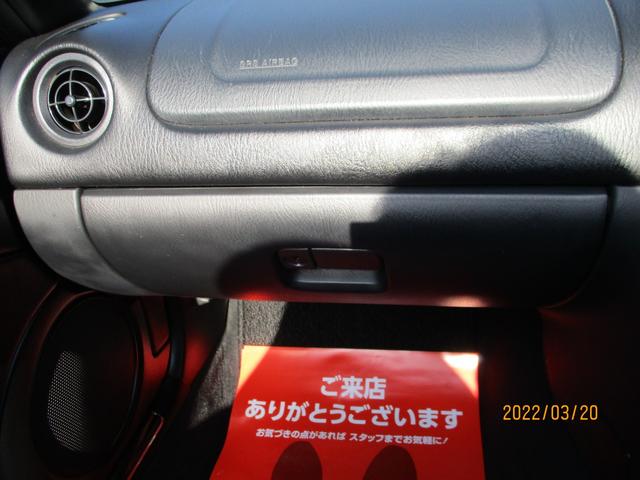 SRS AIRBAG
ご来店
ありがとうございます
お気づきの点があれば スタッフまでお気軽に!
2022/03/20